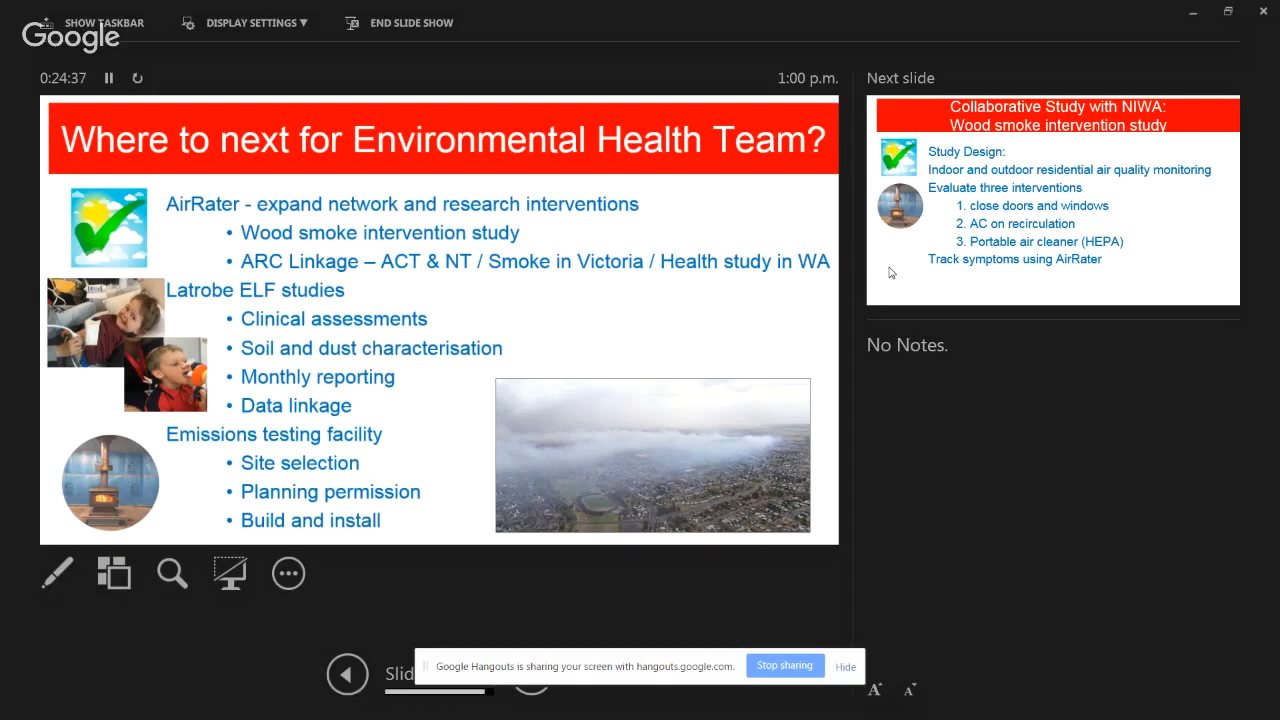 SHOW TASKBAR
DISPLAY SETTINGS ▼
END SLIDE SHOW
Google
0:24:37
1:00 p.m.
Where to next for Environmental Health Team?
AirRater - expand network and research interventions
• Wood smoke intervention study
• ARC Linkage – ACT & NT / Smoke in Victoria / Health study in WA
Latrobe ELF studies
• Clinical assessments
• Soil and dust characterisation
• Monthly reporting
• Data linkage
Emissions testing facility
• Site selection
• Planning permission
• Build and install
Next slide
Collaborative Study with NIWA:
Wood smoke intervention study
Study Design:
Indoor and outdoor residential air quality monitoring
Evaluate three interventions
1. close doors and windows
2. AC on recirculation
3. Portable air cleaner (HEPA)
Track symptoms using AirRater
No Notes.
Google Hangouts is sharing your screen with hangouts.google.com.
Stop sharing
Hide
A A